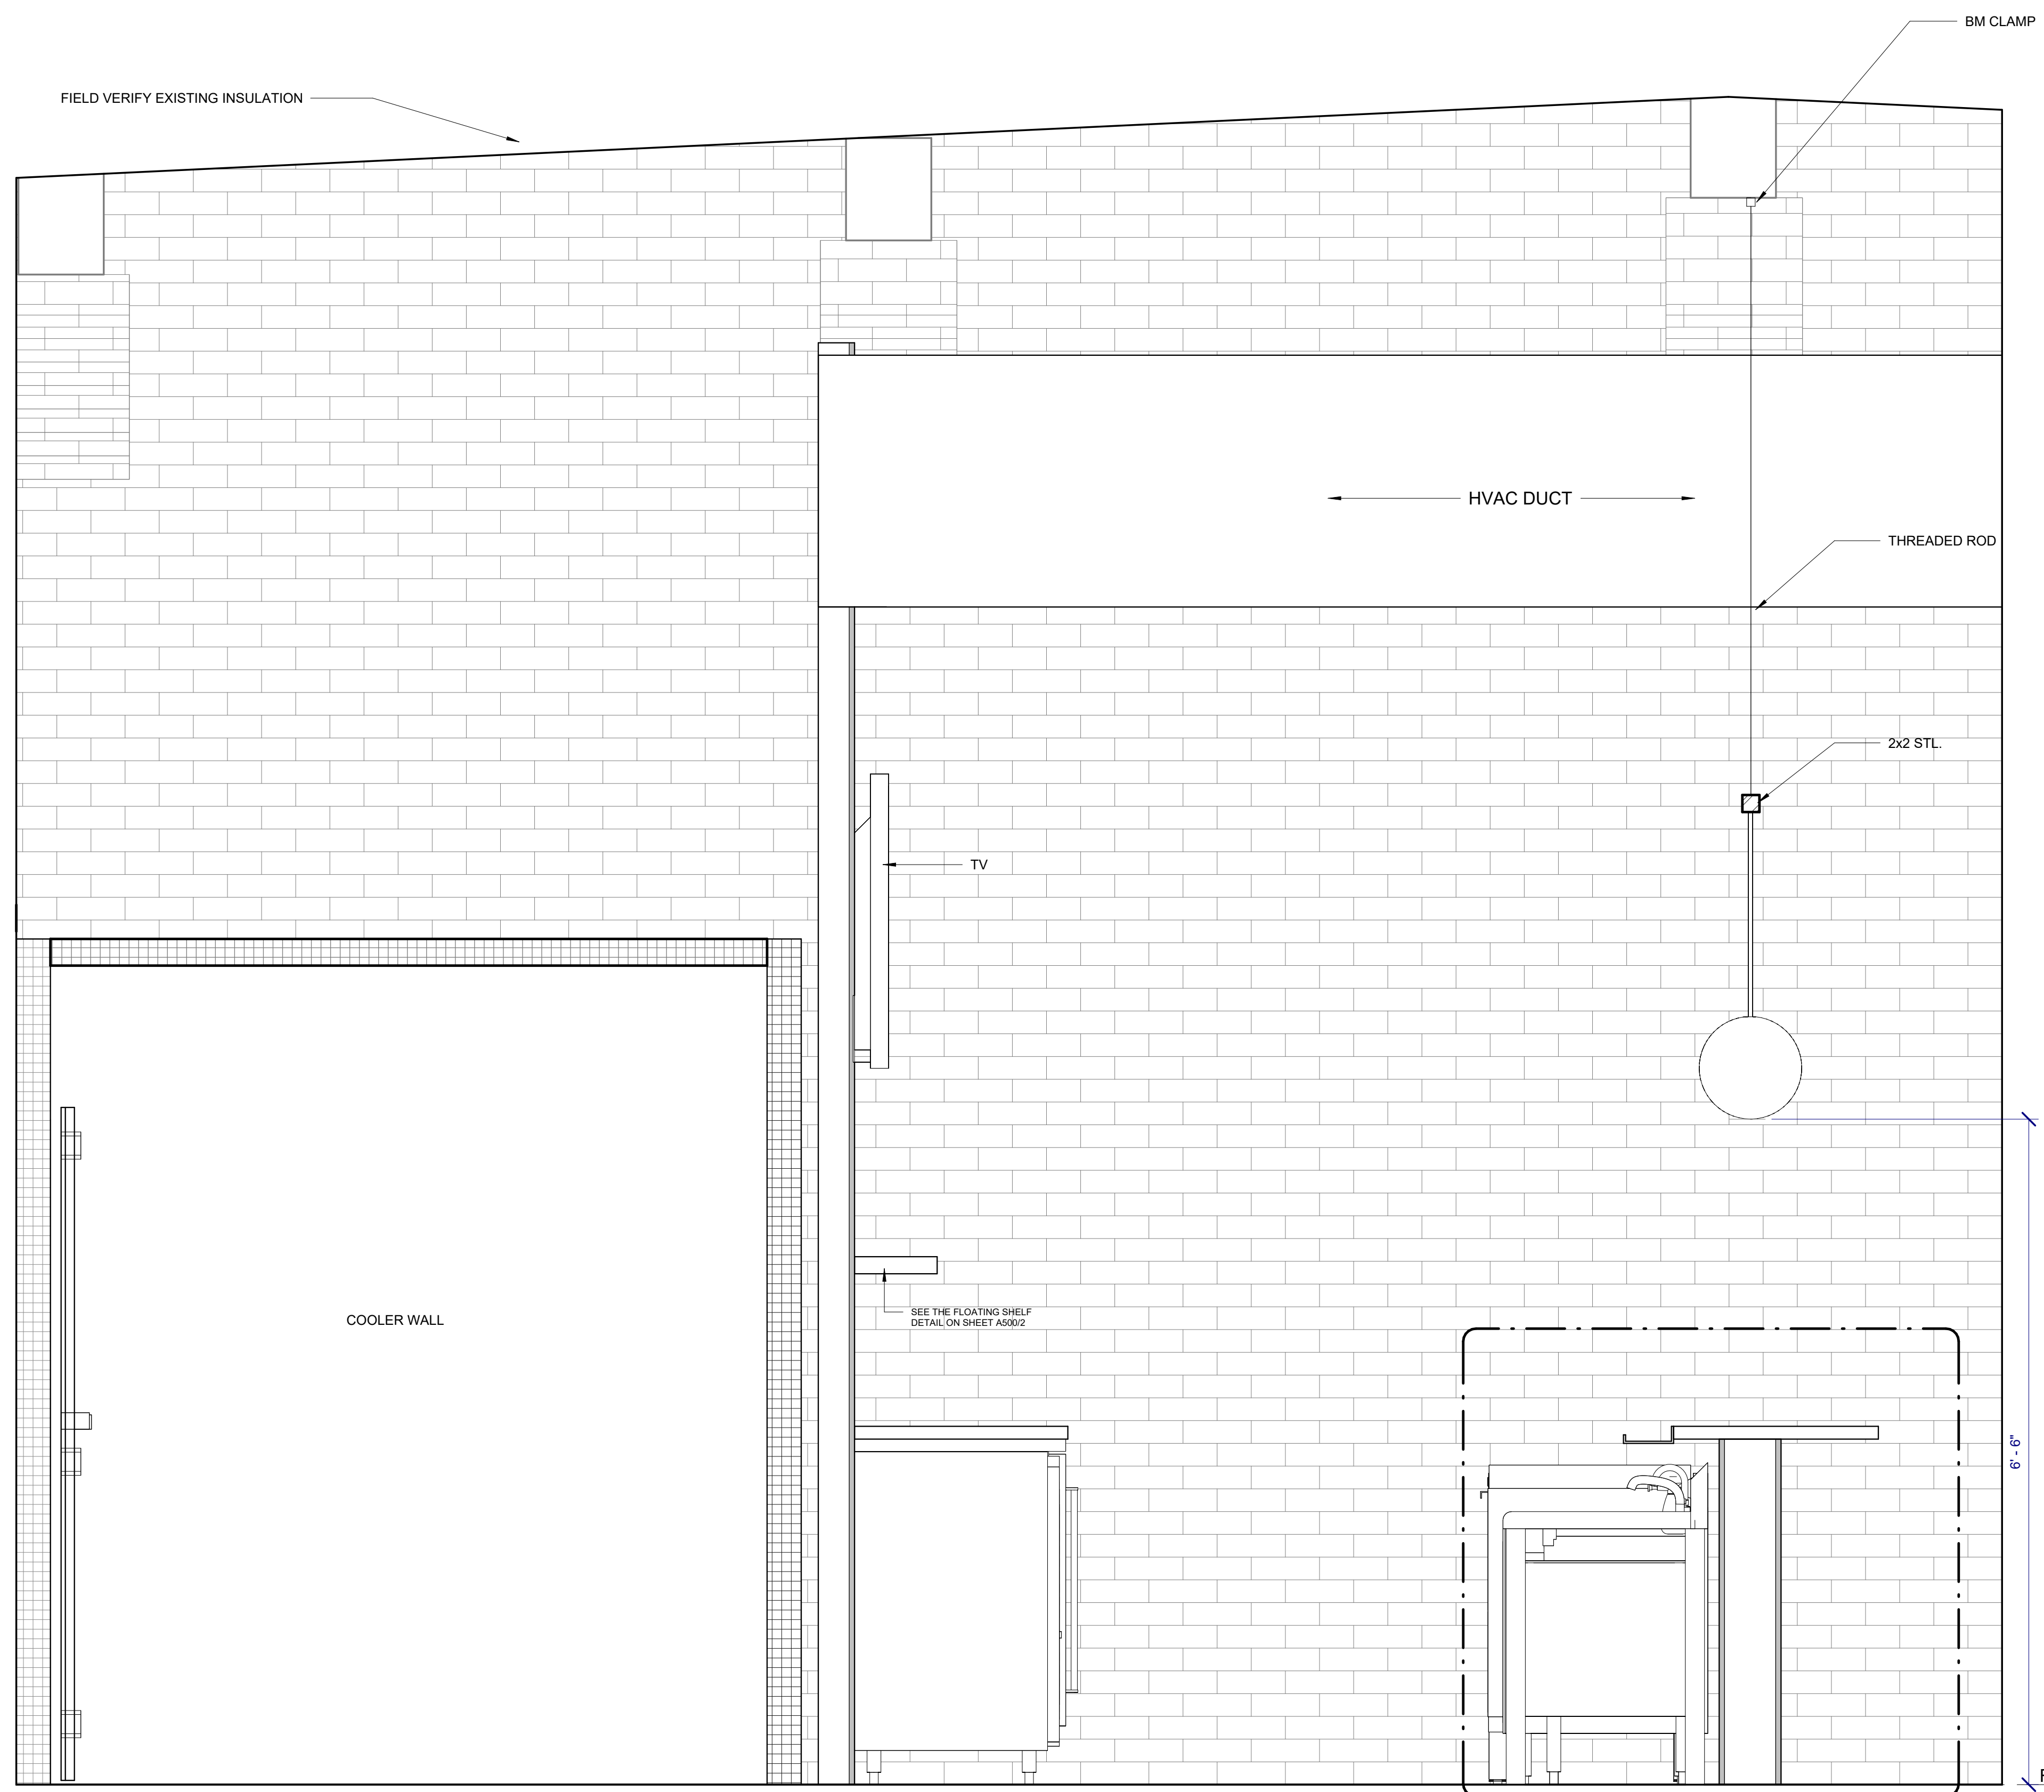 BM CLAMP
FIELD VERIFY EXISTING INSULATION
HVAC DUCT
THREADED ROD
2x2 STL.
TV
SEE THE FLOATING SHELF
DETAIL ON SHEET A500/2
COOLER WALL
6' - 6"